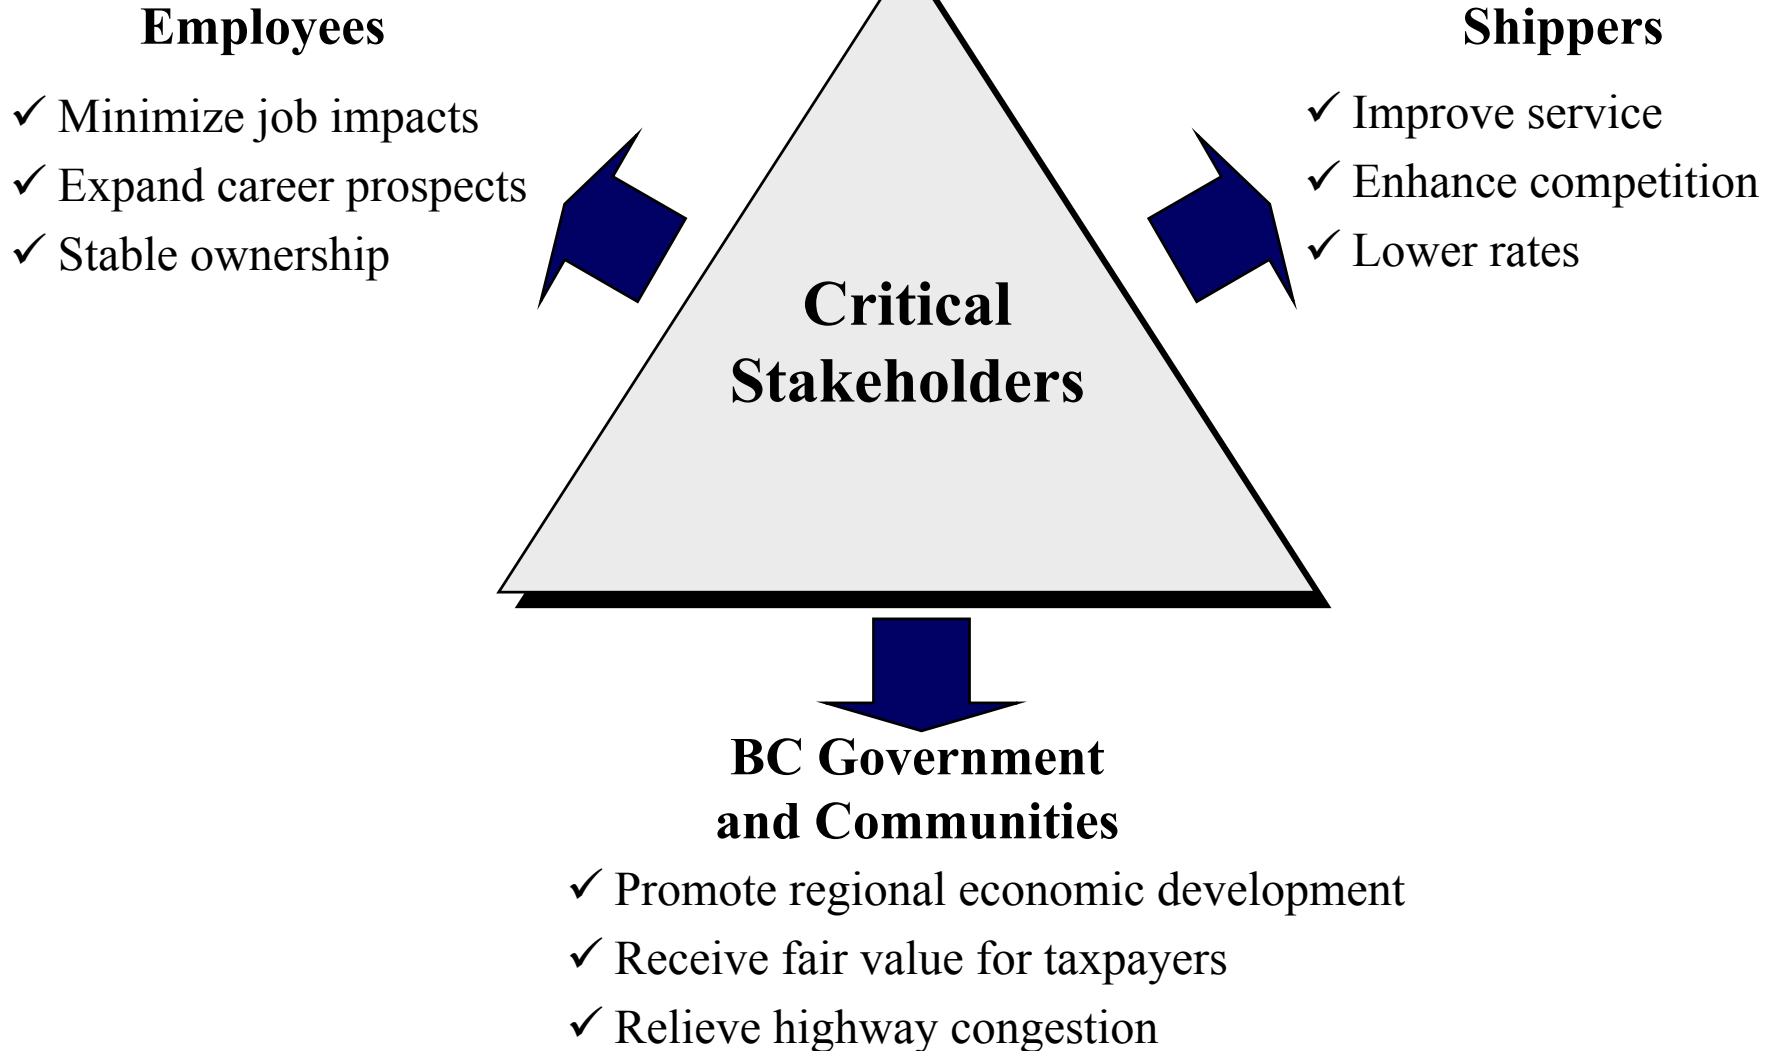 Employees
✓ Minimize job impacts
✓ Expand career prospects
✓ Stable ownership
Shippers
✓ Improve service
✓ Enhance competition
✓ Lower rates
Critical
Stakeholders
BC Government
and Communities
✓ Promote regional economic development
✓ Receive fair value for taxpayers
✓ Relieve highway congestion